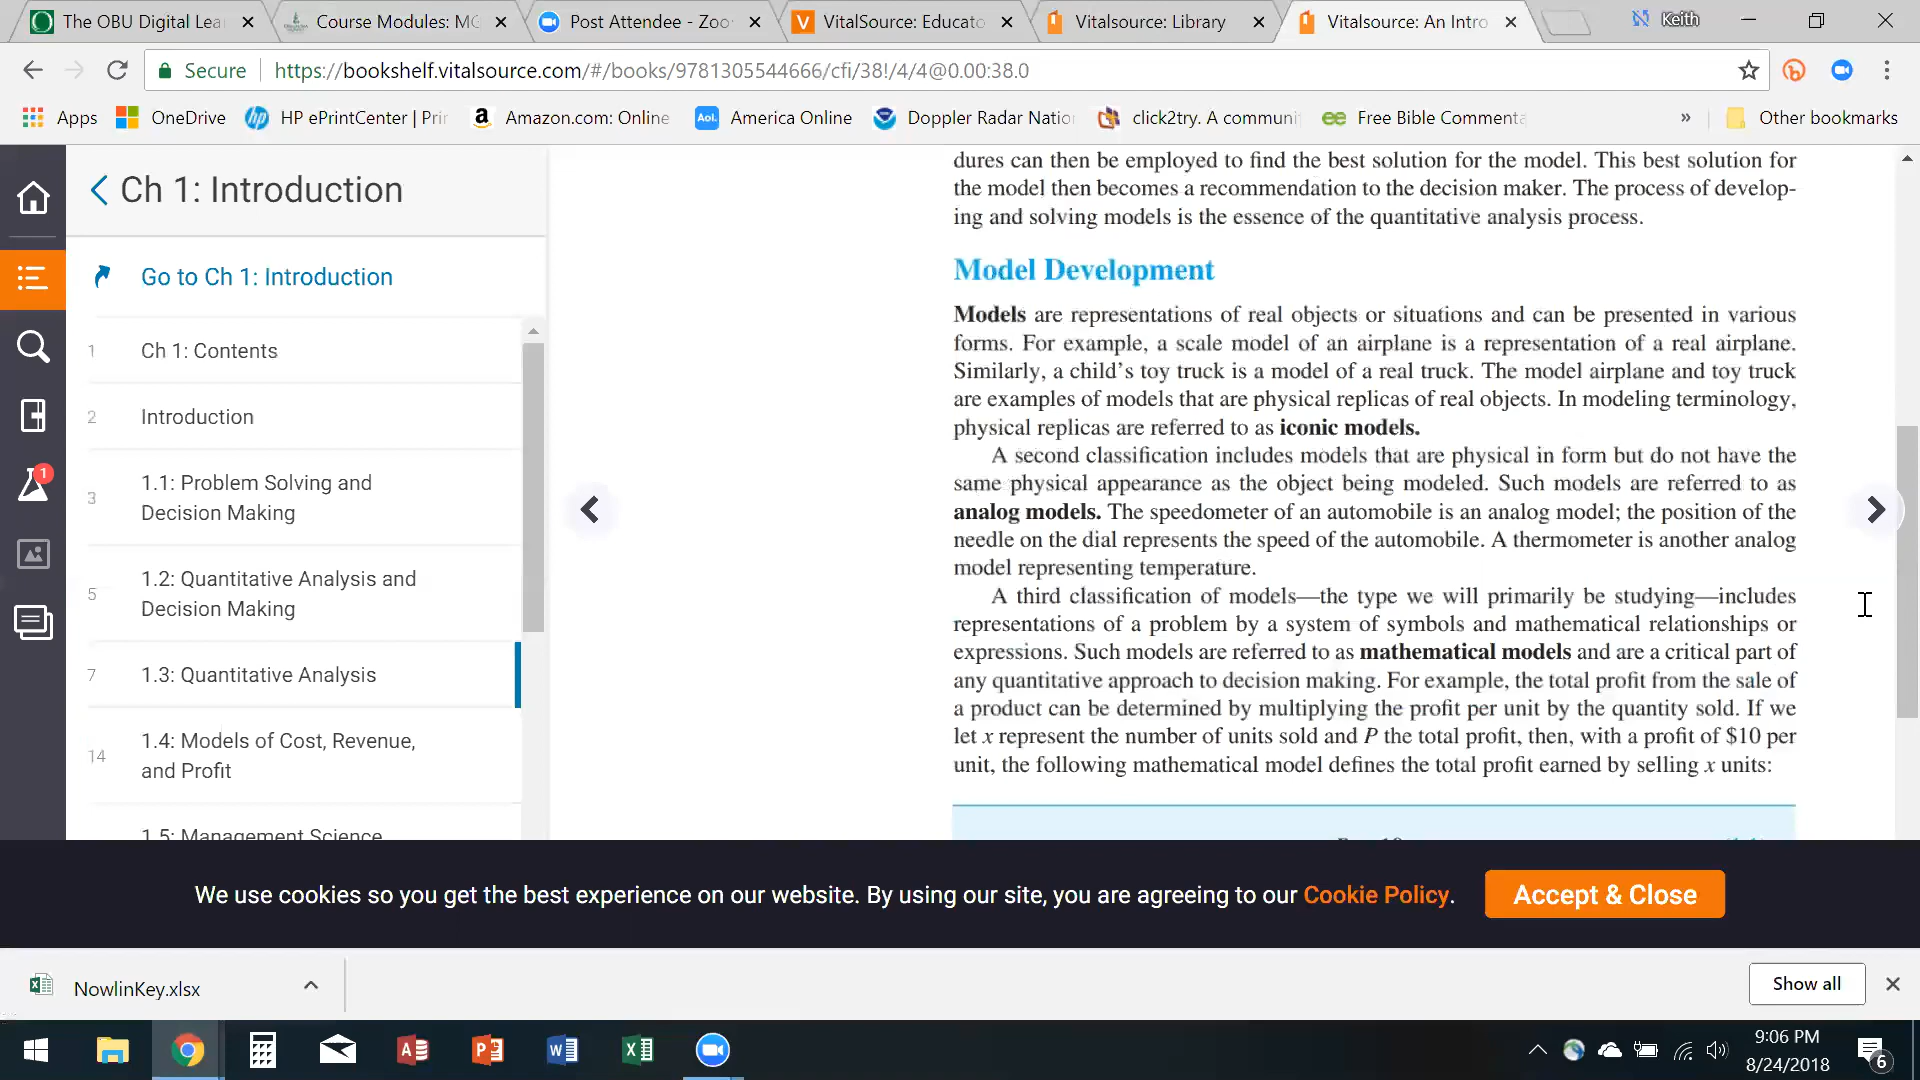 The OBU Digital Lea
Course Modules: MG
Post Attendee - Zoo
VitalSource: Educato
Vitalsource: Library
Vitalsource: An Intro
Keith
Secure
https://bookshelf.vitalsource.com/#/books/9781305544666/cfi/38!/4/4@0.00:38.0
Apps
OneDrive
HP ePrintCenter | Pri
Amazon.com: Online
Aol.
America Online
Doppler Radar Natio
click2try. A communi
Free Bible Commenta
»
Other bookmarks
Ch 1: Introduction
Go to Ch 1: Introduction
1 Ch 1: Contents
2 Introduction
3 1.1: Problem Solving and
Decision Making
5 1.2: Quantitative Analysis and
Decision Making
7 1.3: Quantitative Analysis
14 1.4: Models of Cost, Revenue,
and Profit
1.5: Management Science
1
dures can then be employed to find the best solution for the model. This best solution for
the model then becomes a recommendation to the decision maker. The process of develop-
ing and solving models is the essence of the quantitative analysis process.
Model Development
Models are representations of real objects or situations and can be presented in various
forms. For example, a scale model of an airplane is a representation of a real airplane.
Similarly, a child's toy truck is a model of a real truck. The model airplane and toy truck
are examples of models that are physical replicas of real objects. In modeling terminology,
physical replicas are referred to as iconic models.
A second classification includes models that are physical in form but do not have the
same physical appearance as the object being modeled. Such models are referred to as
analog models. The speedometer of an automobile is an analog model; the position of the
needle on the dial represents the speed of the automobile. A thermometer is another analog
model representing temperature.
A third classification of models—the type we will primarily be studying—includes
representations of a problem by a system of symbols and mathematical relationships or
expressions. Such models are referred to as mathematical models and are a critical part of
any quantitative approach to decision making. For example, the total profit from the sale of
a product can be determined by multiplying the profit per unit by the quantity sold. If we
let x represent the number of units sold and P the total profit, then, with a profit of $10 per
unit, the following mathematical model defines the total profit earned by selling x units:
We use cookies so you get the best experience on our website. By using our site, you are agreeing to our Cookie Policy.
Accept & Close
NowlinKey.xlsx
Show all
9:06 PM
8/24/2018
6